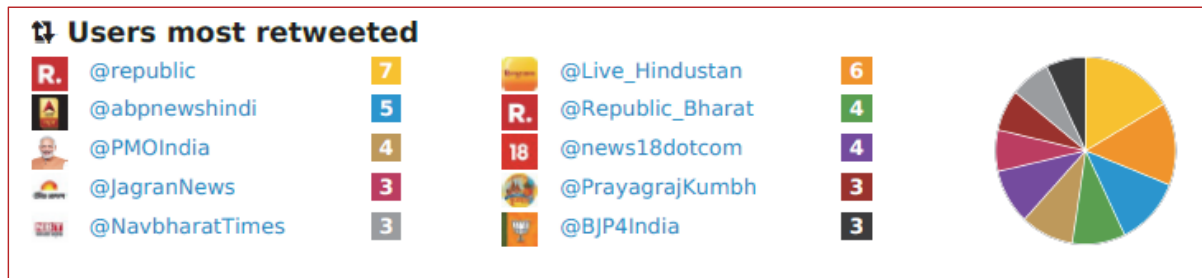 Users most retweeted
R. @republic 7 @Live_Hindustan 6
@abpnewshindi 5 R. @Republic_Bharat 4
@PMOIndia 4 18 @news18dotcom 4
@JagranNews 3 @PrayagrajKumbh 3
@NavbharatTimes 3 @BJP4India 3